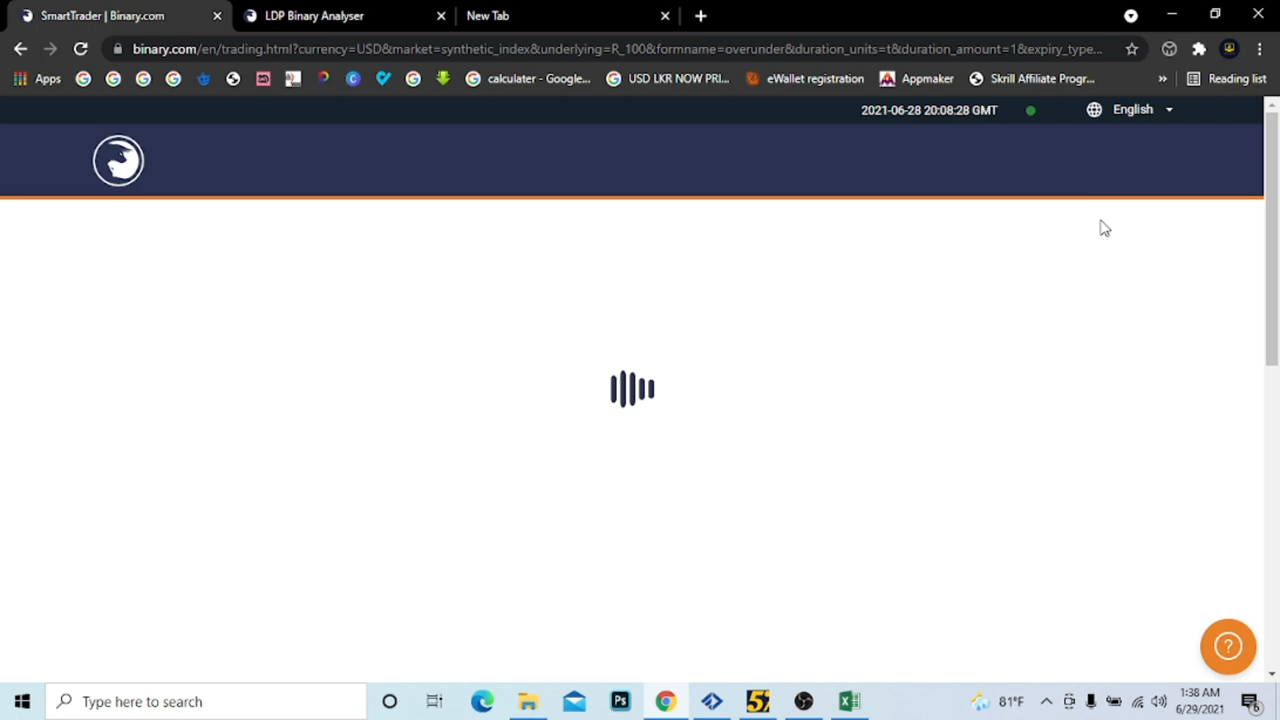 SmartTrader | Binary.com
LDP Binary Analyser
New Tab
binary.com/en/trading.html?currency=USD&market=synthetic_index&underlying=R_100&formname=overunder&duration_units=t&duration_amount=1&expiry_type...
Apps
calculater - Google...
USD LKR NOW PRI...
eWallet registration
Appmaker
Skrill Affiliate Progr...
»
Reading list
2021-06-28 20:08:28 GMT
English
?
Type here to search
Ps
5
81°F
1:38 AM
6/29/2021